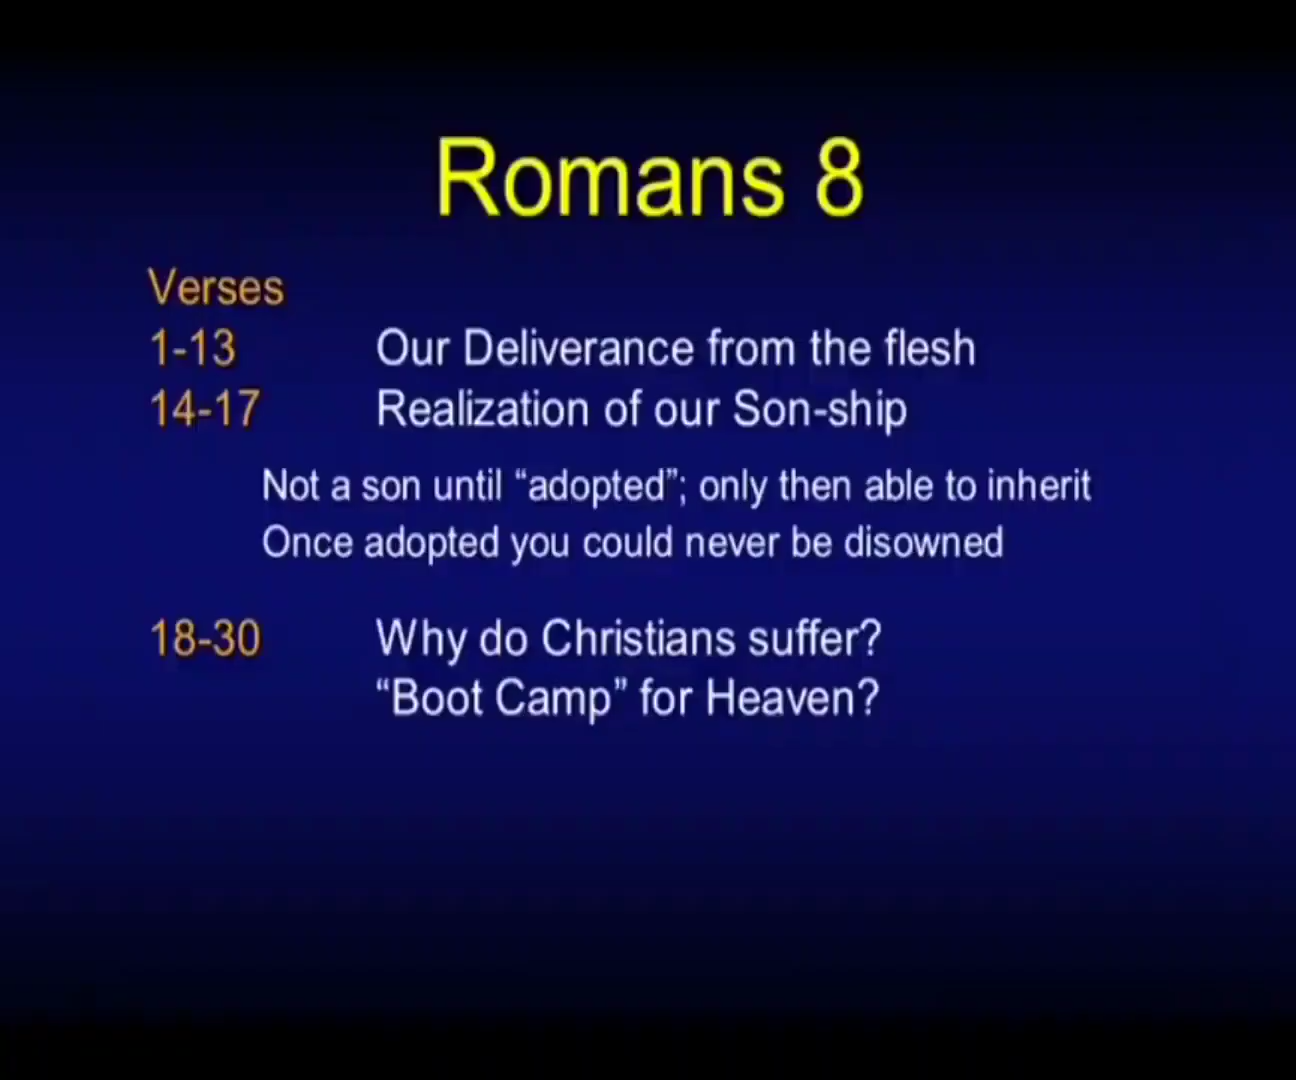 Romans 8
Verses
1-13 Our Deliverance from the flesh
14-17 Realization of our Son-ship
Not a son until “adopted”; only then able to inherit
Once adopted you could never be disowned
18-30 Why do Christians suffer?
“Boot Camp” for Heaven?